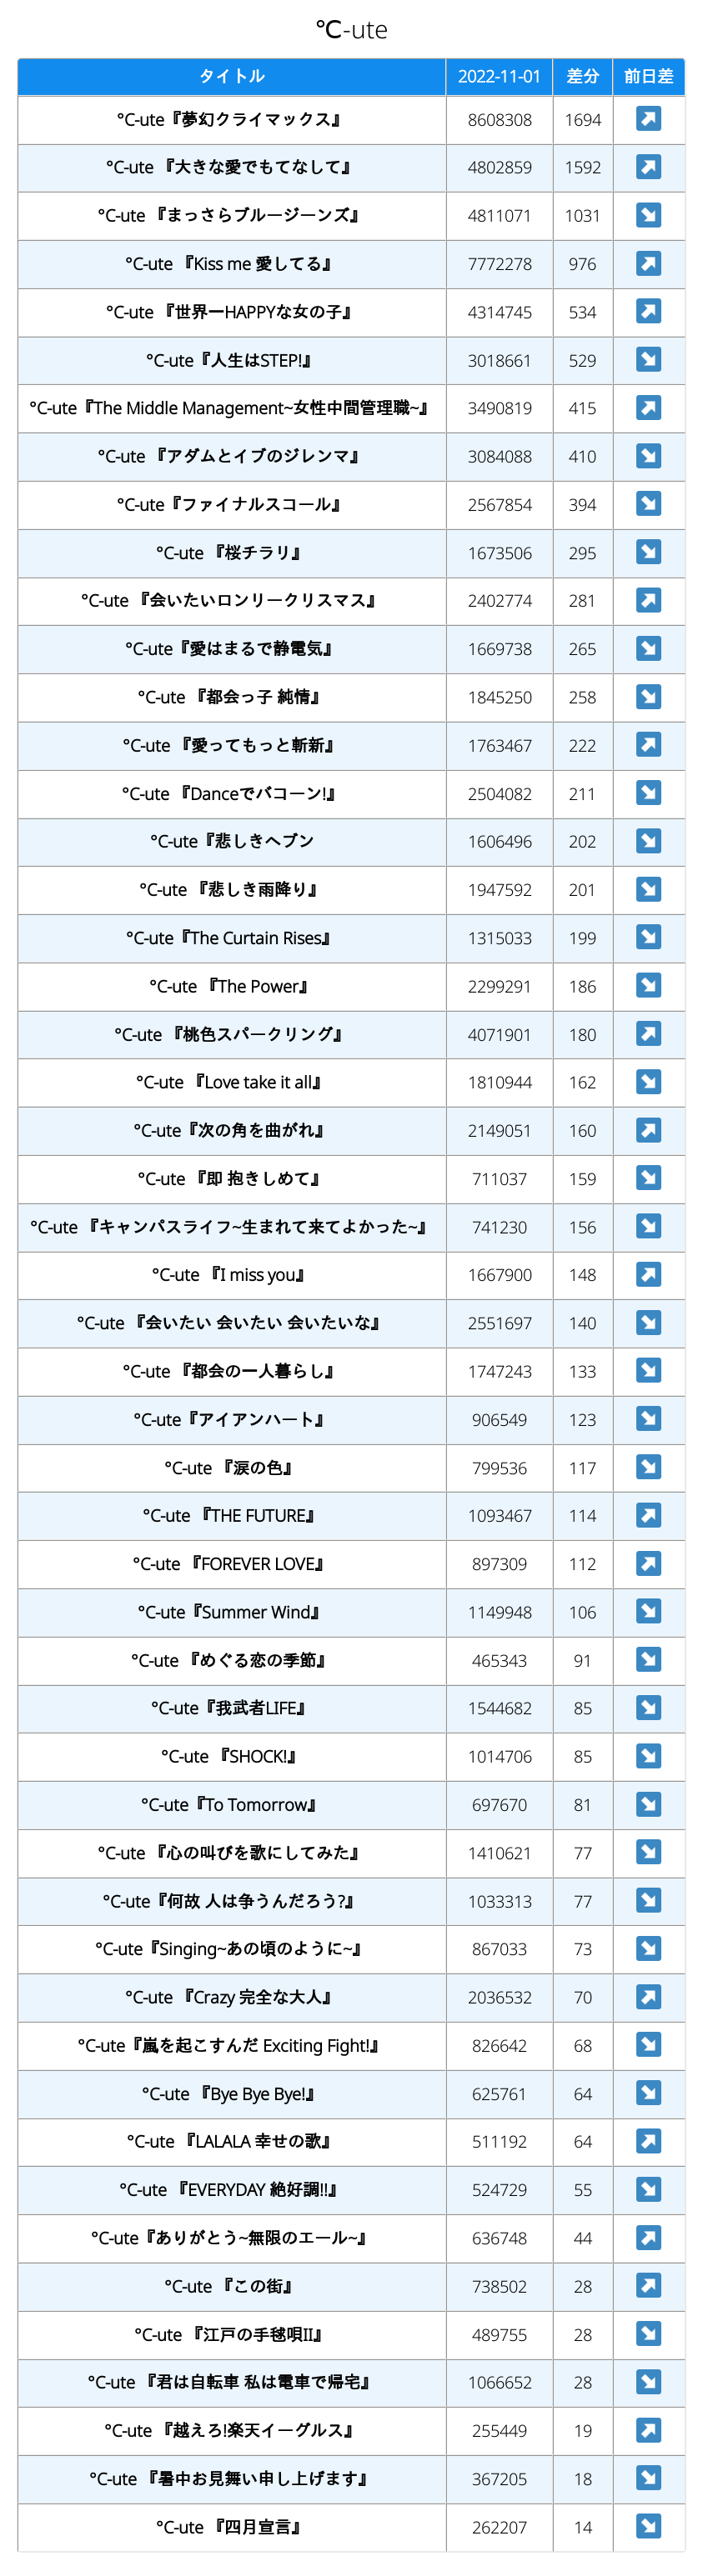 ℃-ute
タイトル 2022-11-01 差分 前日差
°C-ute『夢幻クライマックス』 8608308 1694 ↗
°C-ute 『大きな愛でもてなして』 4802859 1592 ↗
°C-ute 『まっさらブルージーンズ』 4811071 1031 ↘
°C-ute 『Kiss me 愛してる』 7772278 976 ↗
°C-ute 『世界一HAPPYな女の子』 4314745 534 ↗
°C-ute『人生はSTEP!』 3018661 529 ↘
°C-ute『The Middle Management~女性中間管理職~』 3490819 415 ↗
°C-ute 『アダムとイブのジレンマ』 3084088 410 ↘
°C-ute『ファイナルスコール』 2567854 394 ↘
°C-ute 『桜チラリ』 1673506 295 ↘
°C-ute 『会いたいロンリークリスマス』 2402774 281 ↗
°C-ute『愛はまるで静電気』 1669738 265 ↘
°C-ute 『都会っ子 純情』 1845250 258 ↘
°C-ute 『愛ってもっと斬新』 1763467 222 ↗
°C-ute 『Danceでバコーン!』 2504082 211 ↘
°C-ute『悲しきヘブン 1606496 202 ↘
°C-ute 『悲しき雨降り』 1947592 201 ↘
°C-ute『The Curtain Rises』 1315033 199 ↘
°C-ute 『The Power』 2299291 186 ↘
°C-ute 『桃色スパークリング』 4071901 180 ↗
°C-ute 『Love take it all』 1810944 162 ↘
°C-ute『次の角を曲がれ』 2149051 160 ↗
°C-ute 『即 抱きしめて』 711037 159 ↘
°C-ute 『キャンパスライフ~生まれて来てよかった~』 741230 156 ↘
°C-ute 『I miss you』 1667900 148 ↗
°C-ute 『会いたい 会いたい 会いたいな』 2551697 140 ↘
°C-ute 『都会の一人暮らし』 1747243 133 ↘
°C-ute『アイアンハート』 906549 123 ↘
°C-ute 『涙の色』 799536 117 ↘
°C-ute 『THE FUTURE』 1093467 114 ↗
°C-ute 『FOREVER LOVE』 897309 112 ↗
°C-ute『Summer Wind』 1149948 106 ↘
°C-ute 『めぐる恋の季節』 465343 91 ↘
°C-ute『我武者LIFE』 1544682 85 ↘
°C-ute 『SHOCK!』 1014706 85 ↘
°C-ute『To Tomorrow』 697670 81 ↘
°C-ute 『心の叫びを歌にしてみた』 1410621 77 ↘
°C-ute『何故 人は争うんだろう?』 1033313 77 ↘
°C-ute『Singing~あの頃のように~』 867033 73 ↘
°C-ute 『Crazy 完全な大人』 2036532 70 ↗
°C-ute『嵐を起こすんだ Exciting Fight!』 826642 68 ↘
°C-ute 『Bye Bye Bye!』 625761 64 ↘
°C-ute 『LALALA 幸せの歌』 511192 64 ↗
°C-ute 『EVERYDAY 絶好調!!』 524729 55 ↘
°C-ute『ありがとう~無限のエール~』 636748 44 ↗
°C-ute 『この街』 738502 28 ↗
°C-ute 『江戸の手毬唄II』 489755 28 ↘
°C-ute 『君は自転車 私は電車で帰宅』 1066652 28 ↘
°C-ute 『越えろ!楽天イーグルス』 255449 19 ↗
°C-ute 『暑中お見舞い申し上げます』 367205 18 ↘
°C-ute 『四月宣言』 262207 14 ↘